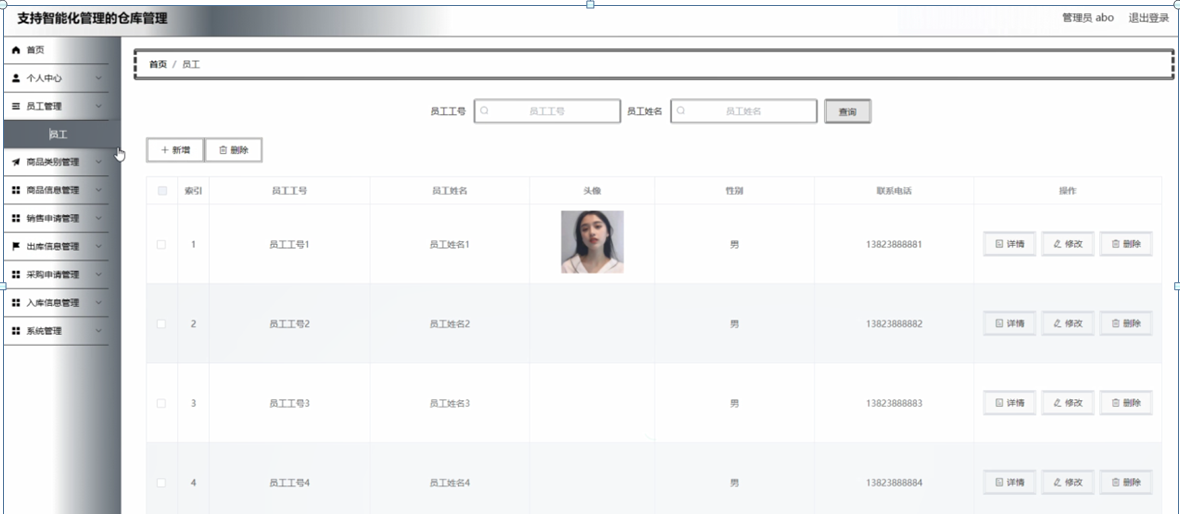 支持智能化管理的仓库管理
管理员 abo 退出登录
首页
个人中心
员工管理
员工
商品类别管理
商品信息管理
销售申请管理
出库信息管理
采购申请管理
入库信息管理
系统管理
首页 / 员工
员工工号 员工工号 员工姓名 员工姓名 查询
+ 新增 删除
索引 员工工号 员工姓名 头像 性别 联系电话 操作
1 员工工号1 员工姓名1 男 13823888881 详情 修改 删除
2 员工工号2 员工姓名2 男 13823888882 详情 修改 删除
3 员工工号3 员工姓名3 男 13823888883 详情 修改 删除
4 员工工号4 员工姓名4 男 13823888884 详情 修改 删除